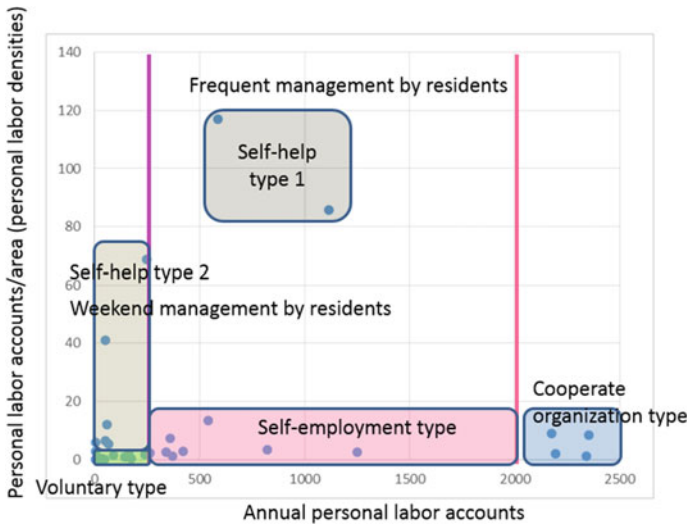 140
Frequent management by residents
120
Self-help
type 1
100
80
Self-help type 2
60
Weekend management by residents
40
Cooperate
organization type
20
Self-employment type
0
Voluntary type
500
1000
1500
2000
2500
Annual personal labor accounts
Personal labor accounts/area (personal labor densities)